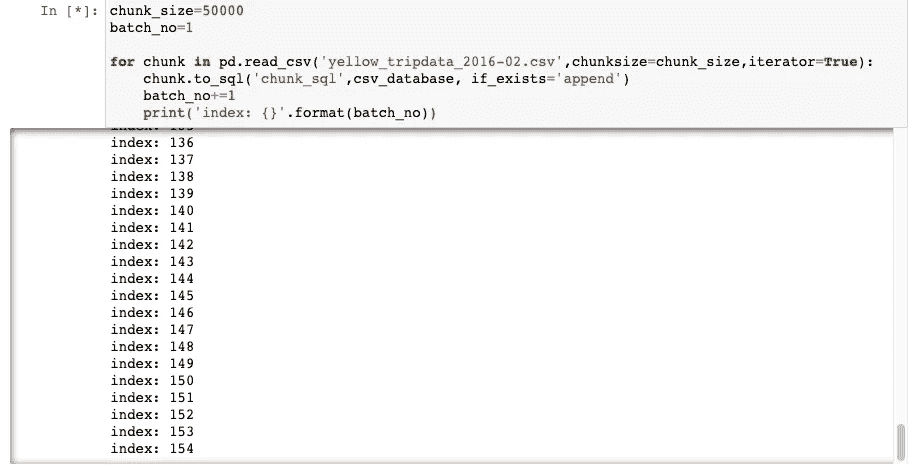 In [*]: chunk_size=50000
batch_no=1
for chunk in pd.read_csv('yellow_tripdata_2016-02.csv',chunksize=chunk_size,iterator=True):
    chunk.to_sql('chunk_sql',csv_database, if_exists='append')
    batch_no+=1
    print('index: {}'.format(batch_no))
index: 136
index: 137
index: 138
index: 139
index: 140
index: 141
index: 142
index: 143
index: 144
index: 145
index: 146
index: 147
index: 148
index: 149
index: 150
index: 151
index: 152
index: 153
index: 154